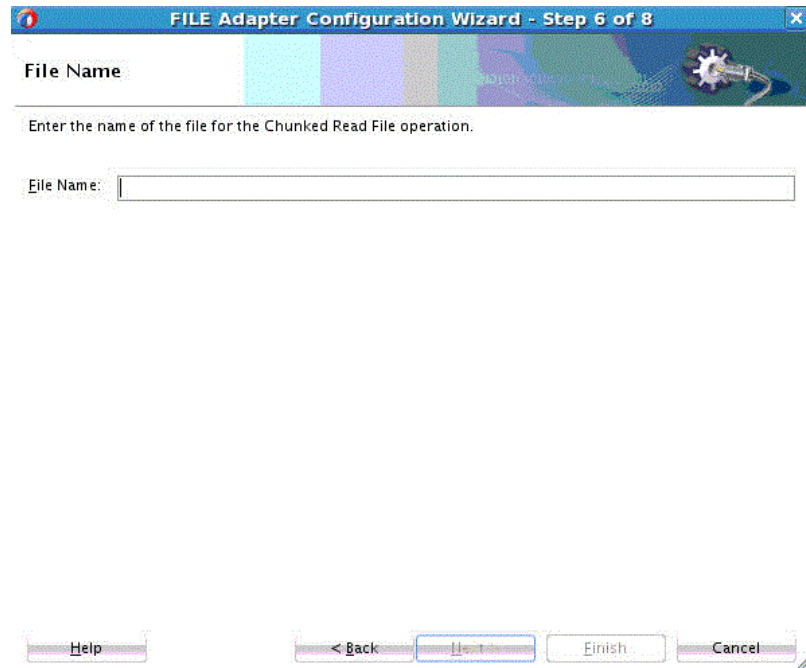 FILE Adapter Configuration Wizard - Step 6 of 8
File Name
Enter the name of the file for the Chunked Read File operation.
File Name:
Help
< Back
Next >
Finish
Cancel